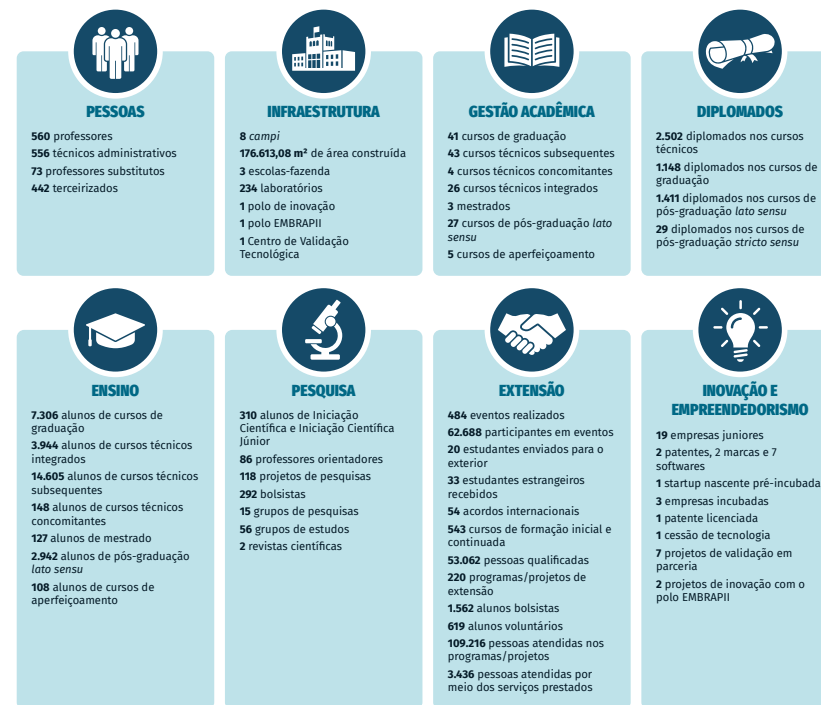 PESSOAS
560 professores
556 técnicos administrativos
73 professores substitutos
442 terceirizados
INFRAESTRUTURA
8 campi
176.613,08 m² de área construída
3 escolas-fazenda
234 laboratórios
1 polo de inovação
1 polo EMBRAPII
1 Centro de Validação
Tecnológica
GESTÃO ACADÊMICA
41 cursos de graduação
43 cursos técnicos subsequentes
4 cursos técnicos concomitantes
26 cursos técnicos integrados
3 mestrados
27 cursos de pós-graduação lato
sensu
5 cursos de aperfeiçoamento
DIPLOMADOS
2.502 diplomados nos cursos
técnicos
1.148 diplomados nos cursos de
graduação
1.411 diplomados nos cursos de
pós-graduação lato sensu
29 diplomados nos cursos de
pós-graduação stricto sensu
ENSINO
7.306 alunos de cursos de
graduação
3.944 alunos de cursos técnicos
integrados
14.605 alunos de cursos técnicos
subsequentes
148 alunos de cursos técnicos
concomitantes
127 alunos de mestrado
2.942 alunos de pós-graduação
lato sensu
108 alunos de cursos de
aperfeiçoamento
PESQUISA
310 alunos de Iniciação
Científica e Iniciação Científica
Júnior
86 professores orientadores
118 projetos de pesquisas
292 bolsistas
15 grupos de pesquisas
56 grupos de estudos
2 revistas científicas
EXTENSÃO
484 eventos realizados
62.688 participantes em eventos
20 estudantes enviados para o
exterior
33 estudantes estrangeiros
recebidos
54 acordos internacionais
543 cursos de formação inicial e
continuada
53.062 pessoas qualificadas
220 programas/projetos de
extensão
1.562 alunos bolsistas
619 alunos voluntários
109.216 pessoas atendidas nos
programas/projetos
3.436 pessoas atendidas por
meio dos serviços prestados
INOVAÇÃO E
EMPREENDEDORISMO
19 empresas juniores
2 patentes, 2 marcas e 7
softwares
1 startup nascente pré-incubada
3 empresas incubadas
1 patente licenciada
1 cessão de tecnologia
7 projetos de validação em
parceria
2 projetos de inovação com o
polo EMBRAPII